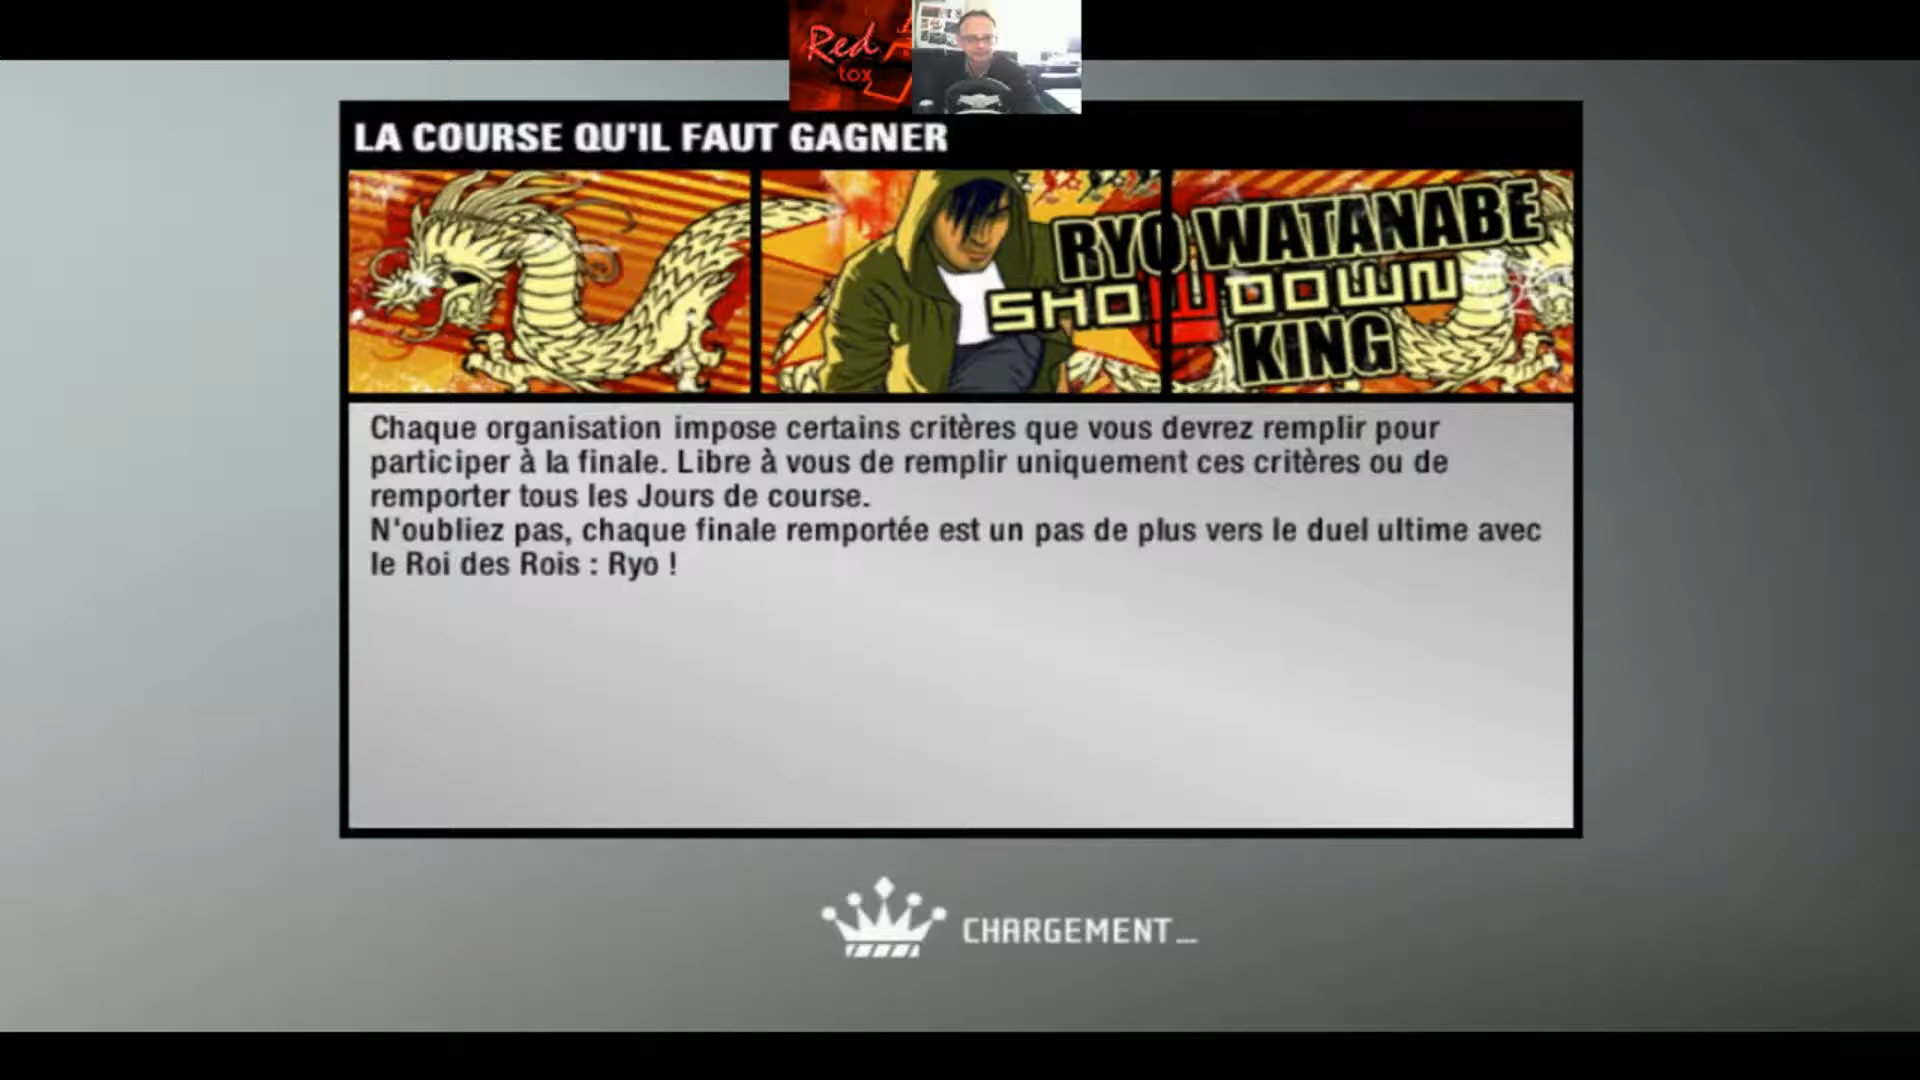 Red
tox
LA COURSE QU'IL FAUT GAGNER
RYO WATANABE
SHOWDOWN
KING
Chaque organisation impose certains critères que vous devrez remplir pour
participer à la finale. Libre à vous de remplir uniquement ces critères ou de
remporter tous les Jours de course.
N'oubliez pas, chaque finale remportée est un pas de plus vers le duel ultime avec
le Roi des Rois : Ryo !
CHARGEMENT...